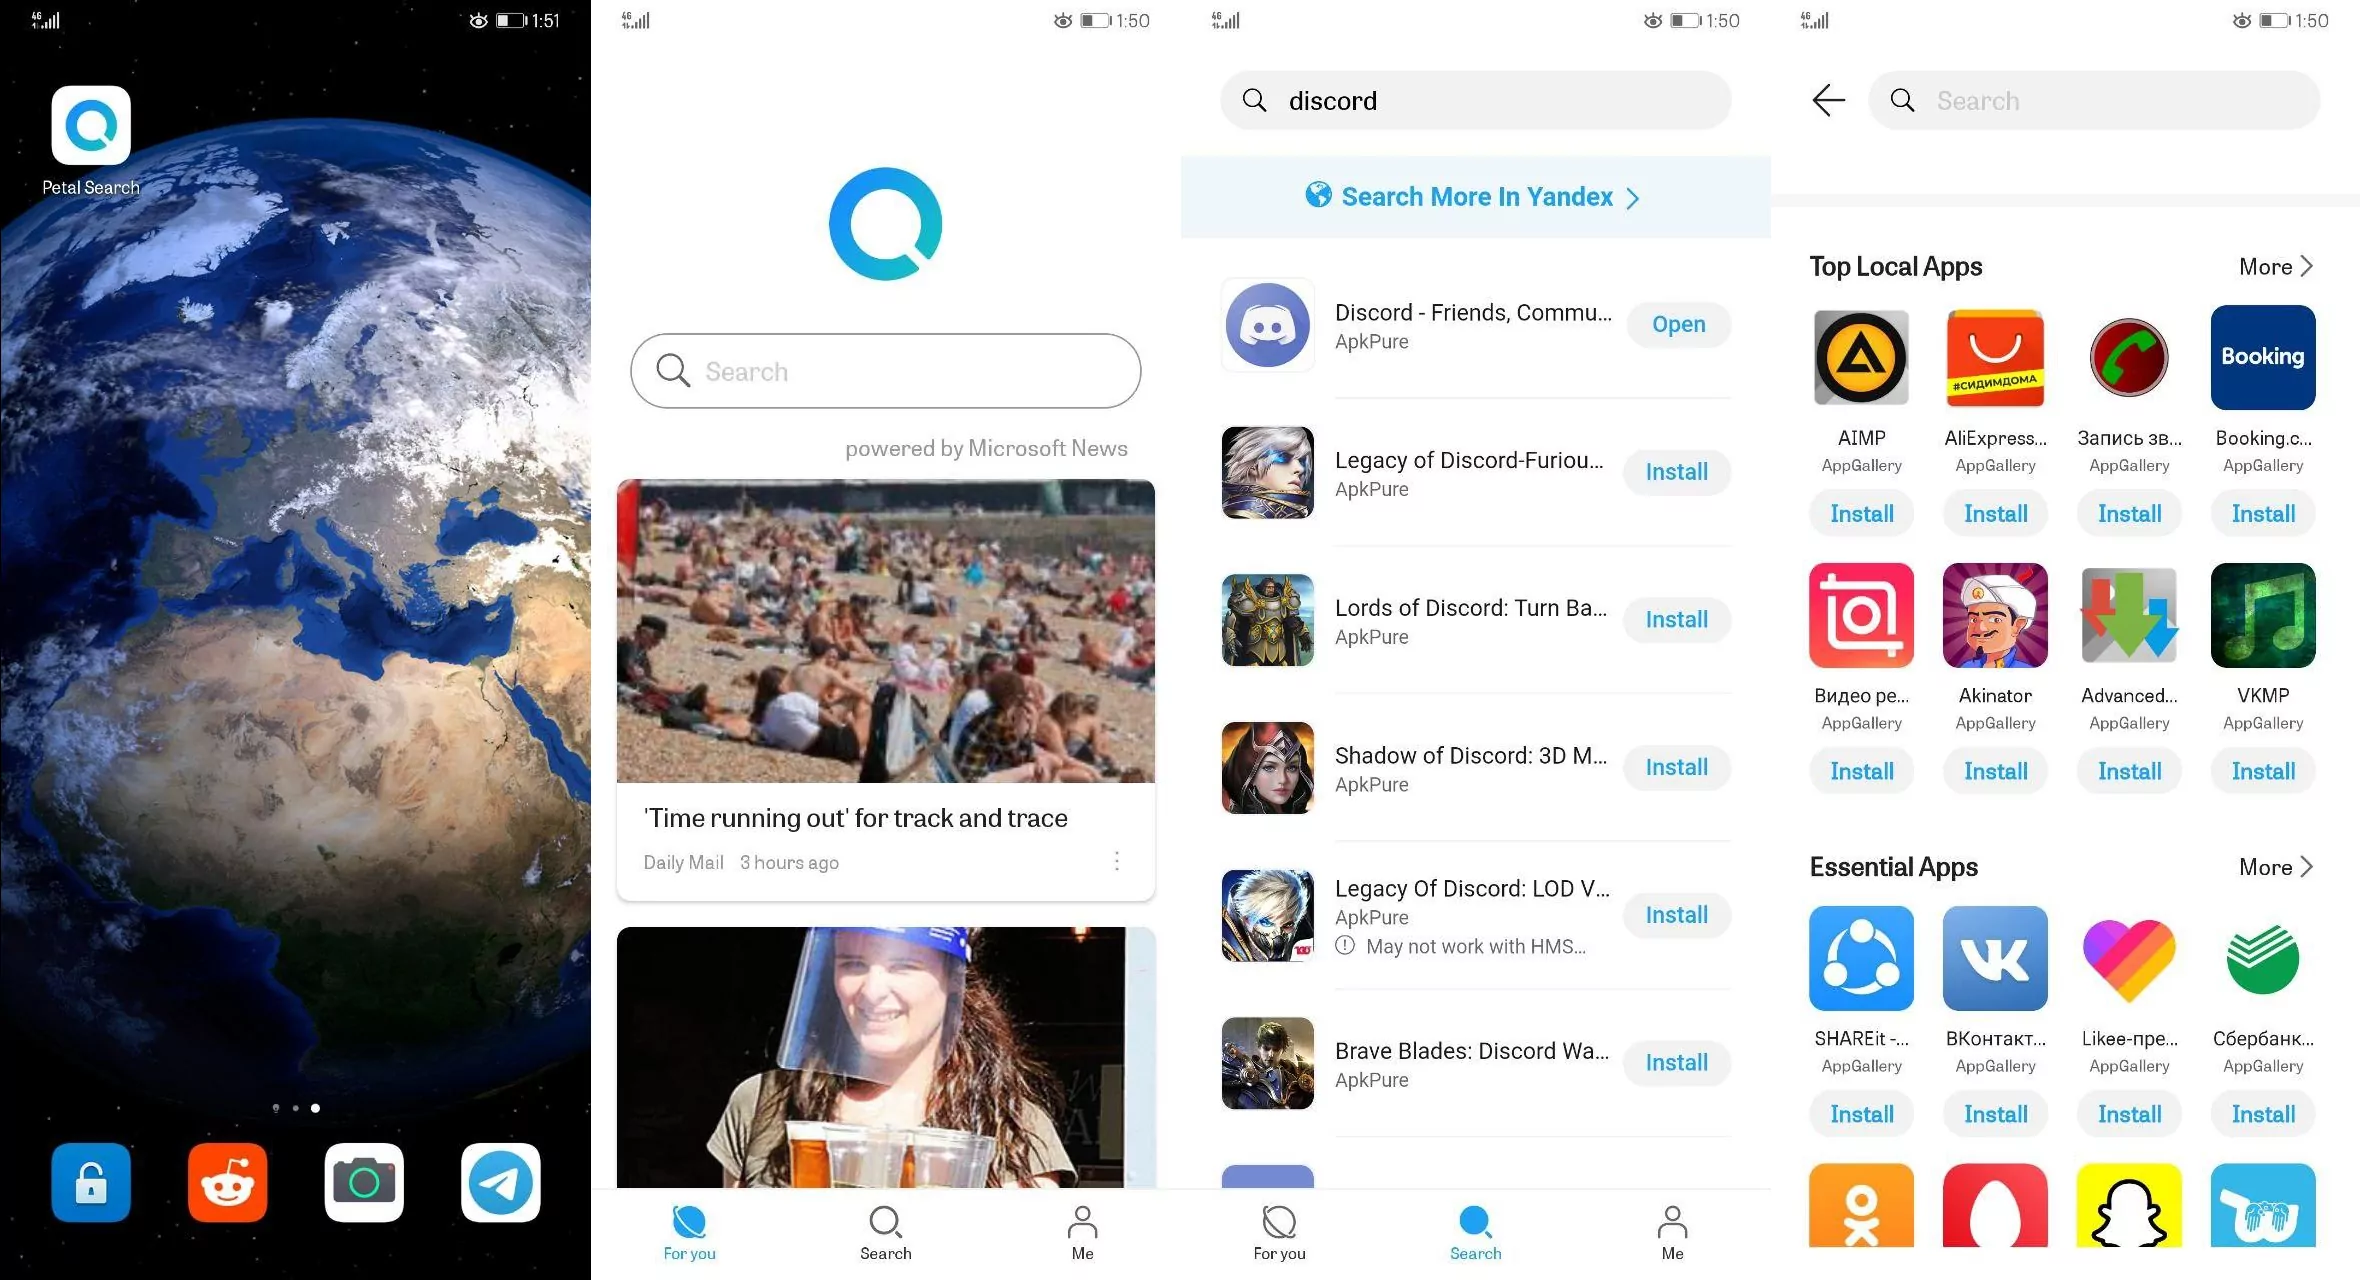 4G
1:51
Petal Search
4G
1:50
Search
powered by Microsoft News
'Time running out' for track and trace
Daily Mail 3 hours ago
For you
Search
Me
4G
1:50
discord
Search More In Yandex
Discord - Friends, Commu...
ApkPure
Open
Legacy of Discord-Furiou...
ApkPure
Install
Lords of Discord: Turn Ba...
ApkPure
Install
Shadow of Discord: 3D M...
ApkPure
Install
Legacy Of Discord: LOD V...
ApkPure
May not work with HMS...
Install
Brave Blades: Discord Wa...
ApkPure
Install
For you
Search
Me
4G
1:50
Search
Top Local Apps
More
#СИДИМДОМА
Booking
AIMP
AliExpress...
Запись зв...
Booking.c...
AppGallery
AppGallery
AppGallery
AppGallery
Install
Install
Install
Install
Видео ре...
Akinator
Advanced...
VKMP
AppGallery
AppGallery
AppGallery
AppGallery
Install
Install
Install
Install
Essential Apps
More
SHAREit -...
ВКонтакт...
Likee-пре...
Сбербанк...
AppGallery
AppGallery
AppGallery
AppGallery
Install
Install
Install
Install